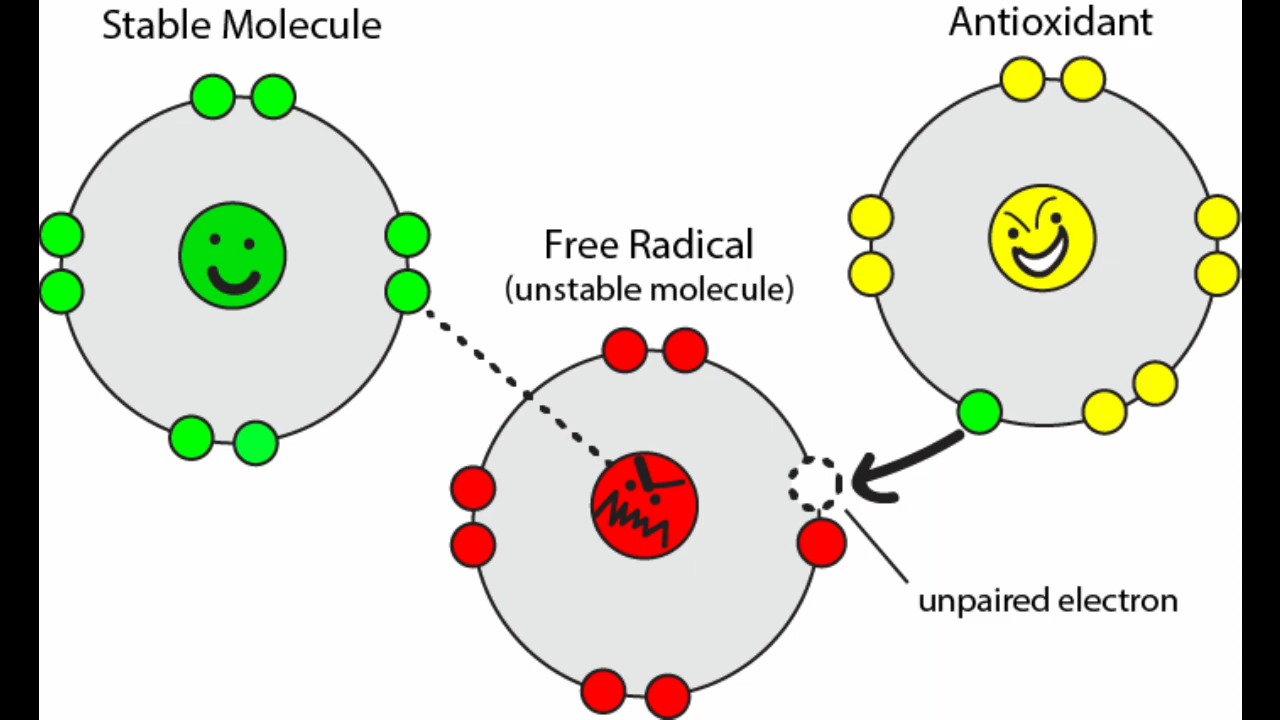 Stable Molecule
Antioxidant
Free Radical
(unstable molecule)
unpaired electron